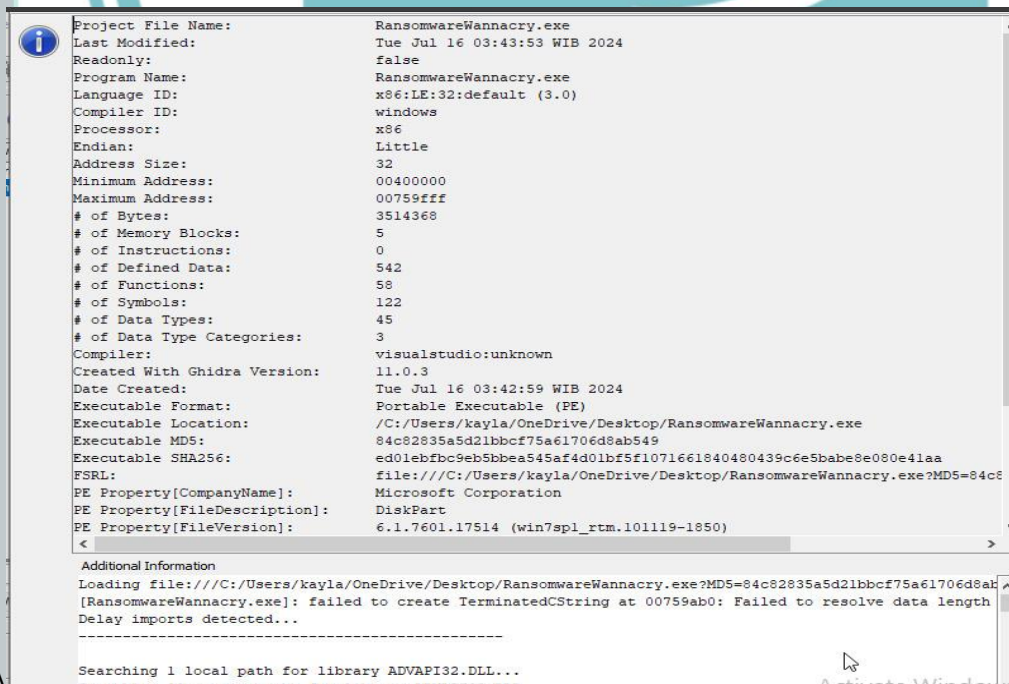 Project File Name: RansomwareWannacry.exe
Last Modified: Tue Jul 16 03:43:53 WIB 2024
Readonly: false
Program Name: RansomwareWannacry.exe
Language ID: x86:LE:32:default (3.0)
Compiler ID: windows
Processor: x86
Endian: Little
Address Size: 32
Minimum Address: 00400000
Maximum Address: 00759fff
# of Bytes: 3514368
# of Memory Blocks: 5
# of Instructions: 0
# of Defined Data: 542
# of Functions: 58
# of Symbols: 122
# of Data Types: 45
# of Data Type Categories: 3
Compiler: visualstudio:unknown
Created With Ghidra Version: 11.0.3
Date Created: Tue Jul 16 03:42:59 WIB 2024
Executable Format: Portable Executable (PE)
Executable Location: /C:/Users/kayla/OneDrive/Desktop/RansomwareWannacry.exe
Executable MD5: 84c82835a5d21bbcf75a61706d8ab549
Executable SHA256: ed01ebfbc9eb5bbea545af4d01bf5f1071661840480439c6e5babe8e080e41aa
FSRL: file:///C:/Users/kayla/OneDrive/Desktop/RansomwareWannacry.exe?MD5=84c8
PE Property[CompanyName]: Microsoft Corporation
PE Property[FileDescription]: DiskPart
PE Property[FileVersion]: 6.1.7601.17514 (win7sp1_rtm.101119-1850)
Additional Information
Loading file:///C:/Users/kayla/OneDrive/Desktop/RansomwareWannacry.exe?MD5=84c82835a5d21bbcf75a61706d8ab
[RansomwareWannacry.exe]: failed to create TerminatedCString at 00759ab0: Failed to resolve data length
Delay imports detected...
--------------------------------------------------
Searching 1 local path for library ADVAPI32.DLL...